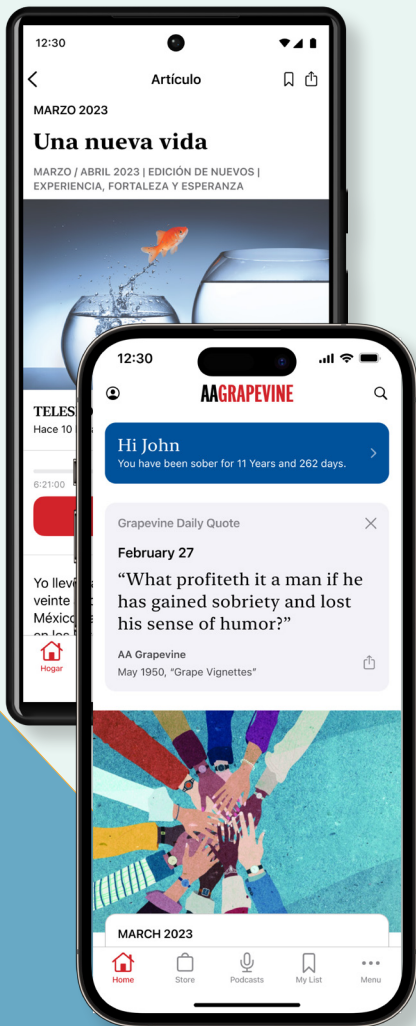 12:30
Artículo
MARZO 2023
Una nueva vida
MARZO / ABRIL 2023 | EDICIÓN DE NUEVOS |
EXPERIENCIA, FORTALEZA Y ESPERANZA
Hace 10
6:21:00
Yo
veinte
México
Hogar
12:30
AAGRAPEVINE
Hi John
You have been sober for 11 Years and 262 days.
Grapevine Daily Quote
February 27
“What profiteth it a man if he
has gained sobriety and lost
his sense of humor?”
AA Grapevine
May 1950, “Grape Vignettes”
MARCH 2023
Home
Store
Podcasts
My List
Menu